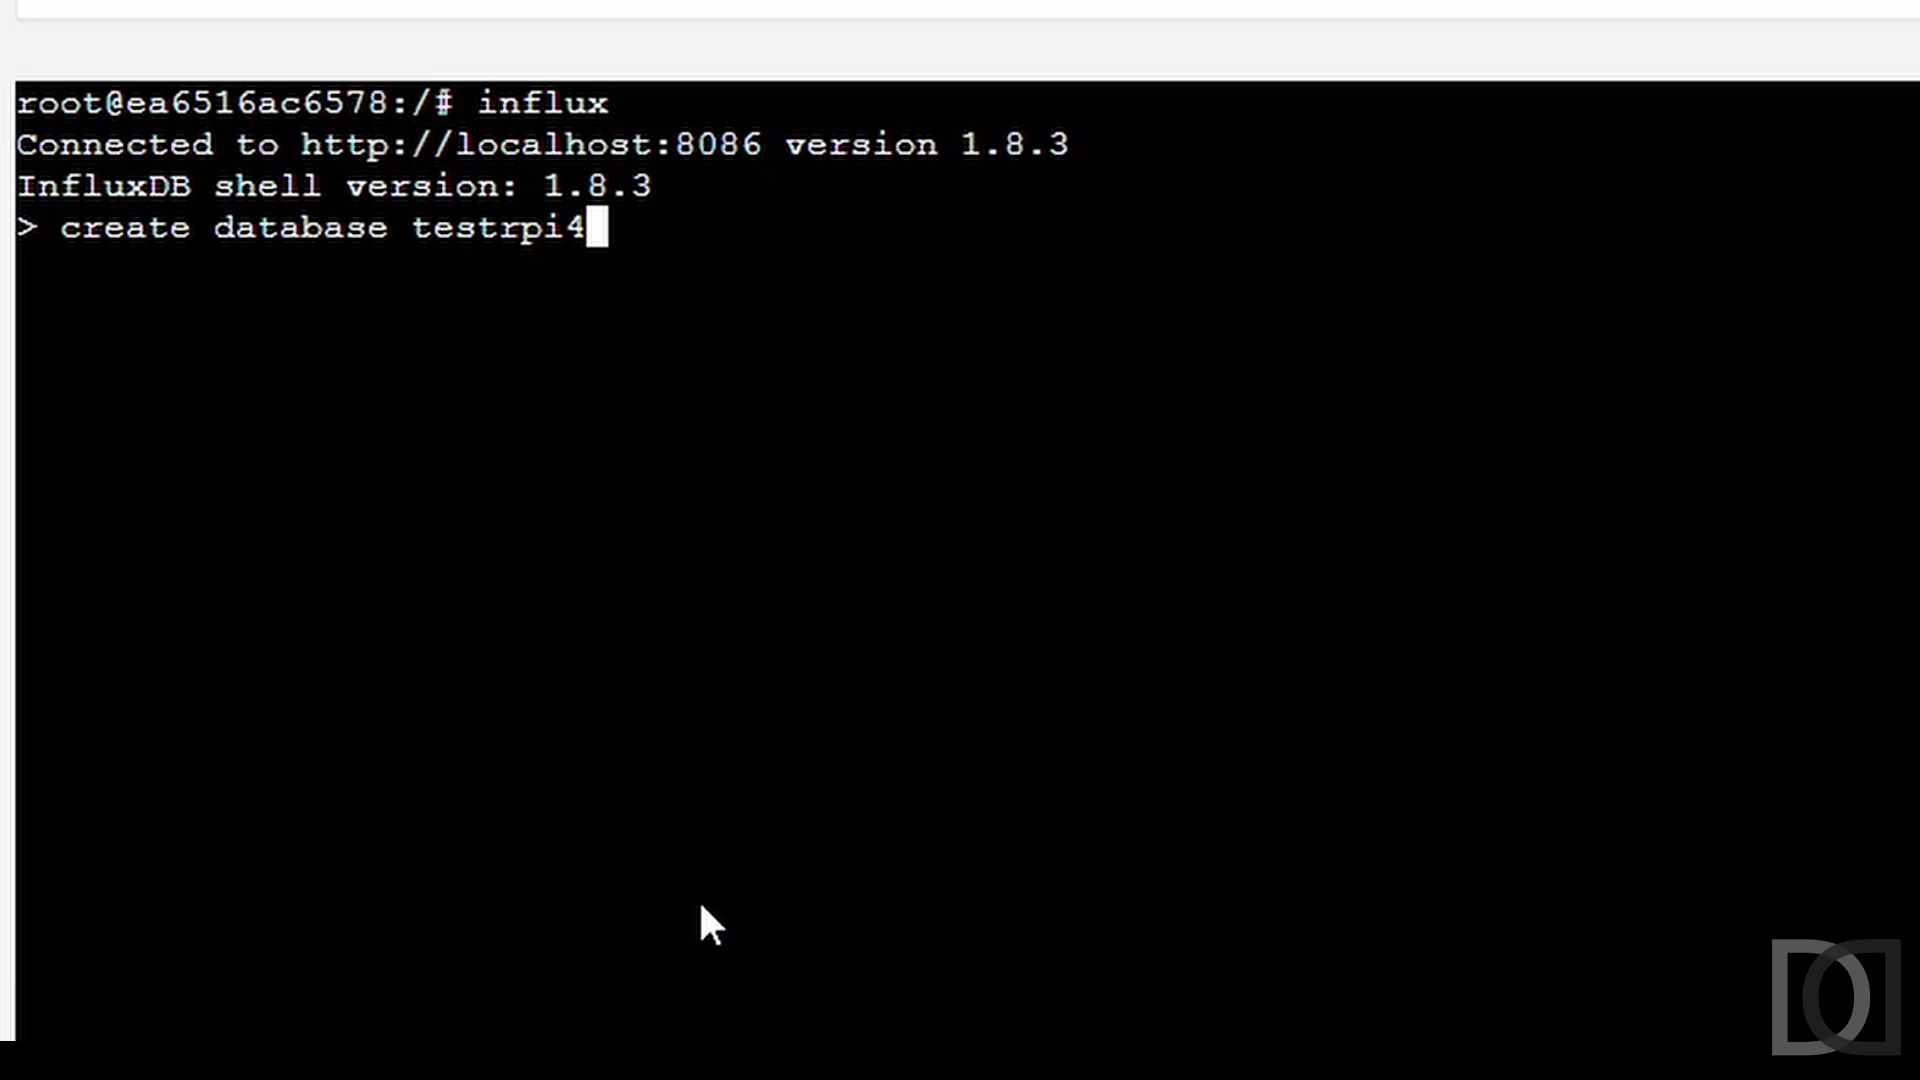 root@ea6516ac6578:/# influx
Connected to http://localhost:8086 version 1.8.3
InfluxDB shell version: 1.8.3
> create database testrpi4